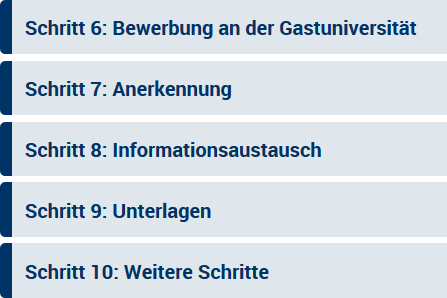 Schritt 6: Bewerbung an der Gastuniversität
Schritt 7: Anerkennung
Schritt 8: Informationsaustausch
Schritt 9: Unterlagen
Schritt 10: Weitere Schritte